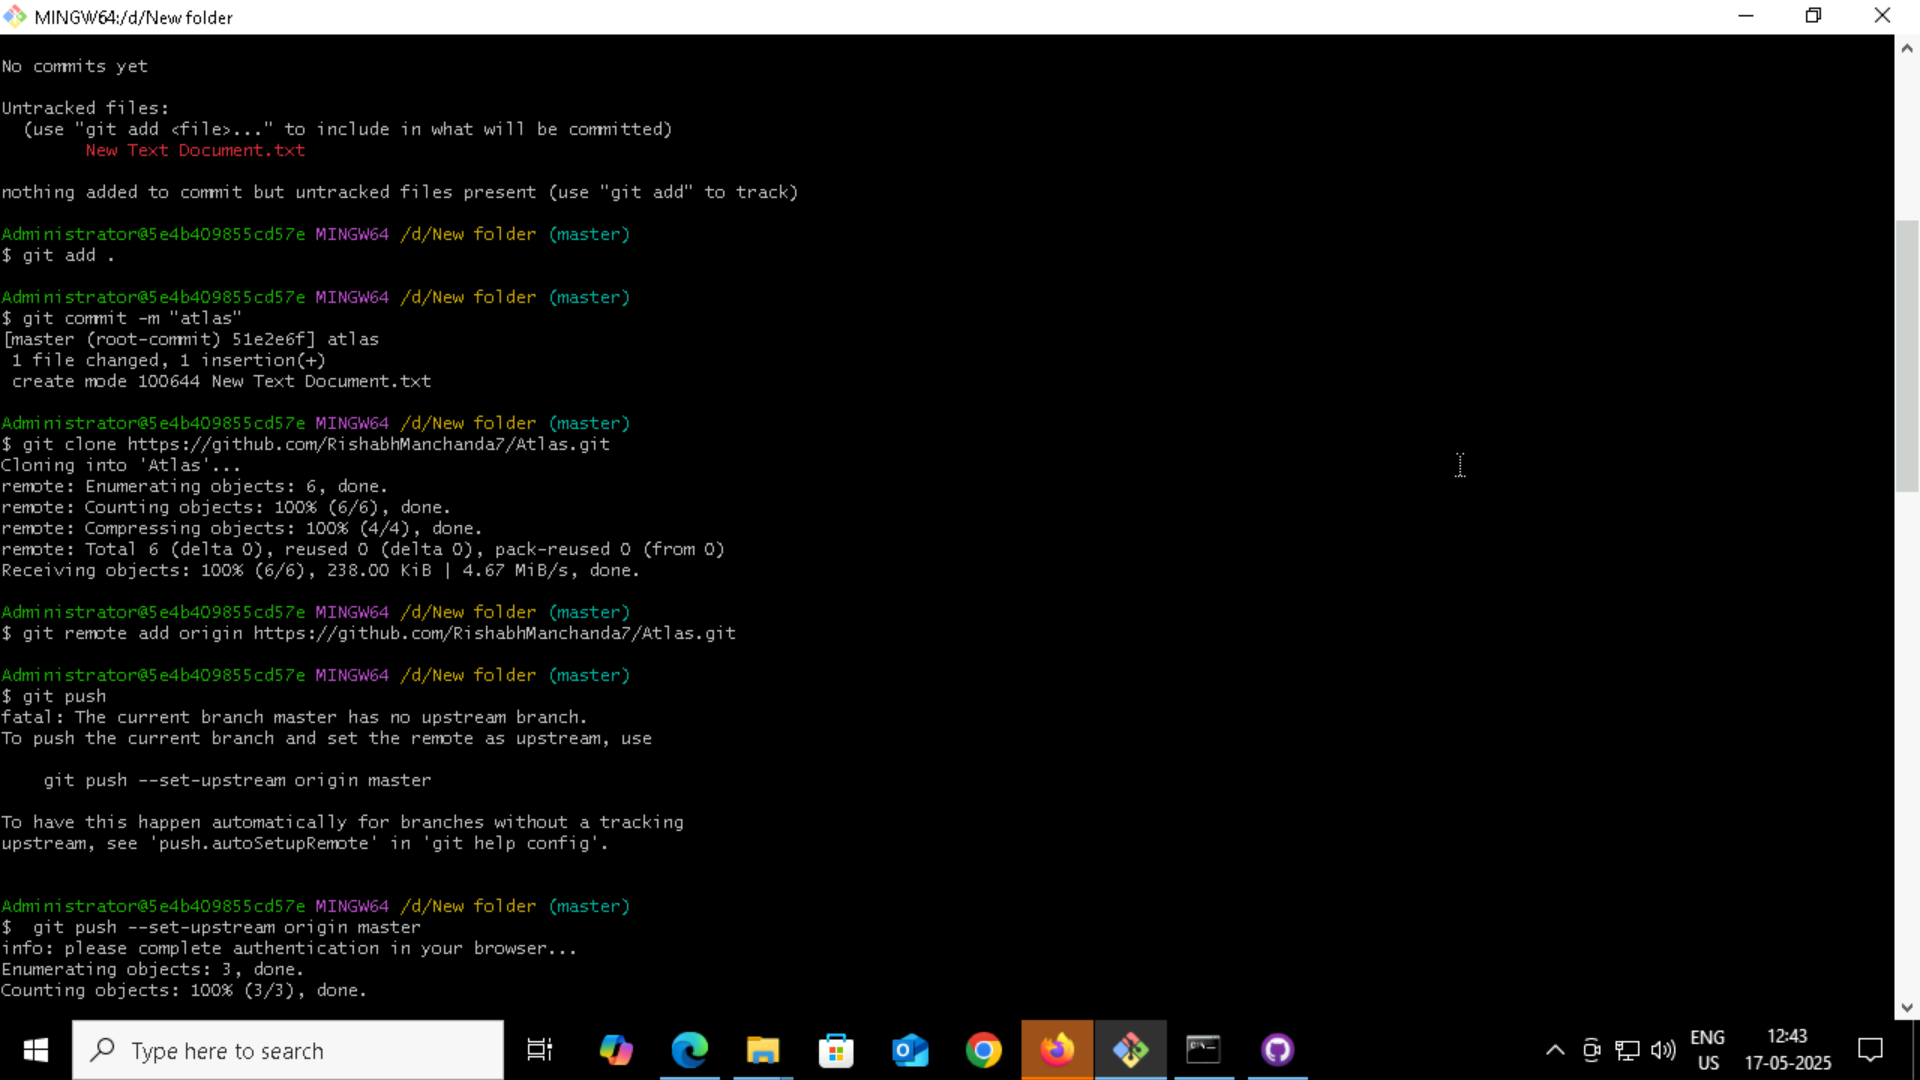 MINGW64:/d/New folder
No commits yet
Untracked files:
(use "git add <file>..." to include in what will be committed)
New Text Document.txt
nothing added to commit but untracked files present (use "git add" to track)
Administrator@5e4b409855cd57e MINGW64 /d/New folder (master)
$ git add .
Administrator@5e4b409855cd57e MINGW64 /d/New folder (master)
$ git commit -m "atlas"
[master (root-commit) 51e2e6f] atlas
1 file changed, 1 insertion(+)
create mode 100644 New Text Document.txt
Administrator@5e4b409855cd57e MINGW64 /d/New folder (master)
$ git clone https://github.com/RishabhManchanda7/Atlas.git
Cloning into 'Atlas'...
remote: Enumerating objects: 6, done.
remote: Counting objects: 100% (6/6), done.
remote: Compressing objects: 100% (4/4), done.
remote: Total 6 (delta 0), reused 0 (delta 0), pack-reused 0 (from 0)
Receiving objects: 100% (6/6), 238.00 KiB | 4.67 MiB/s, done.
Administrator@5e4b409855cd57e MINGW64 /d/New folder (master)
$ git remote add origin https://github.com/RishabhManchanda7/Atlas.git
Administrator@5e4b409855cd57e MINGW64 /d/New folder (master)
$ git push
fatal: The current branch master has no upstream branch.
To push the current branch and set the remote as upstream, use
git push --set-upstream origin master
To have this happen automatically for branches without a tracking
upstream, see 'push.autoSetupRemote' in 'git help config'.
Administrator@5e4b409855cd57e MINGW64 /d/New folder (master)
$  git push --set-upstream origin master
info: please complete authentication in your browser...
Enumerating objects: 3, done.
Counting objects: 100% (3/3), done.
Type here to search
ENG
US
12:43
17-05-2025